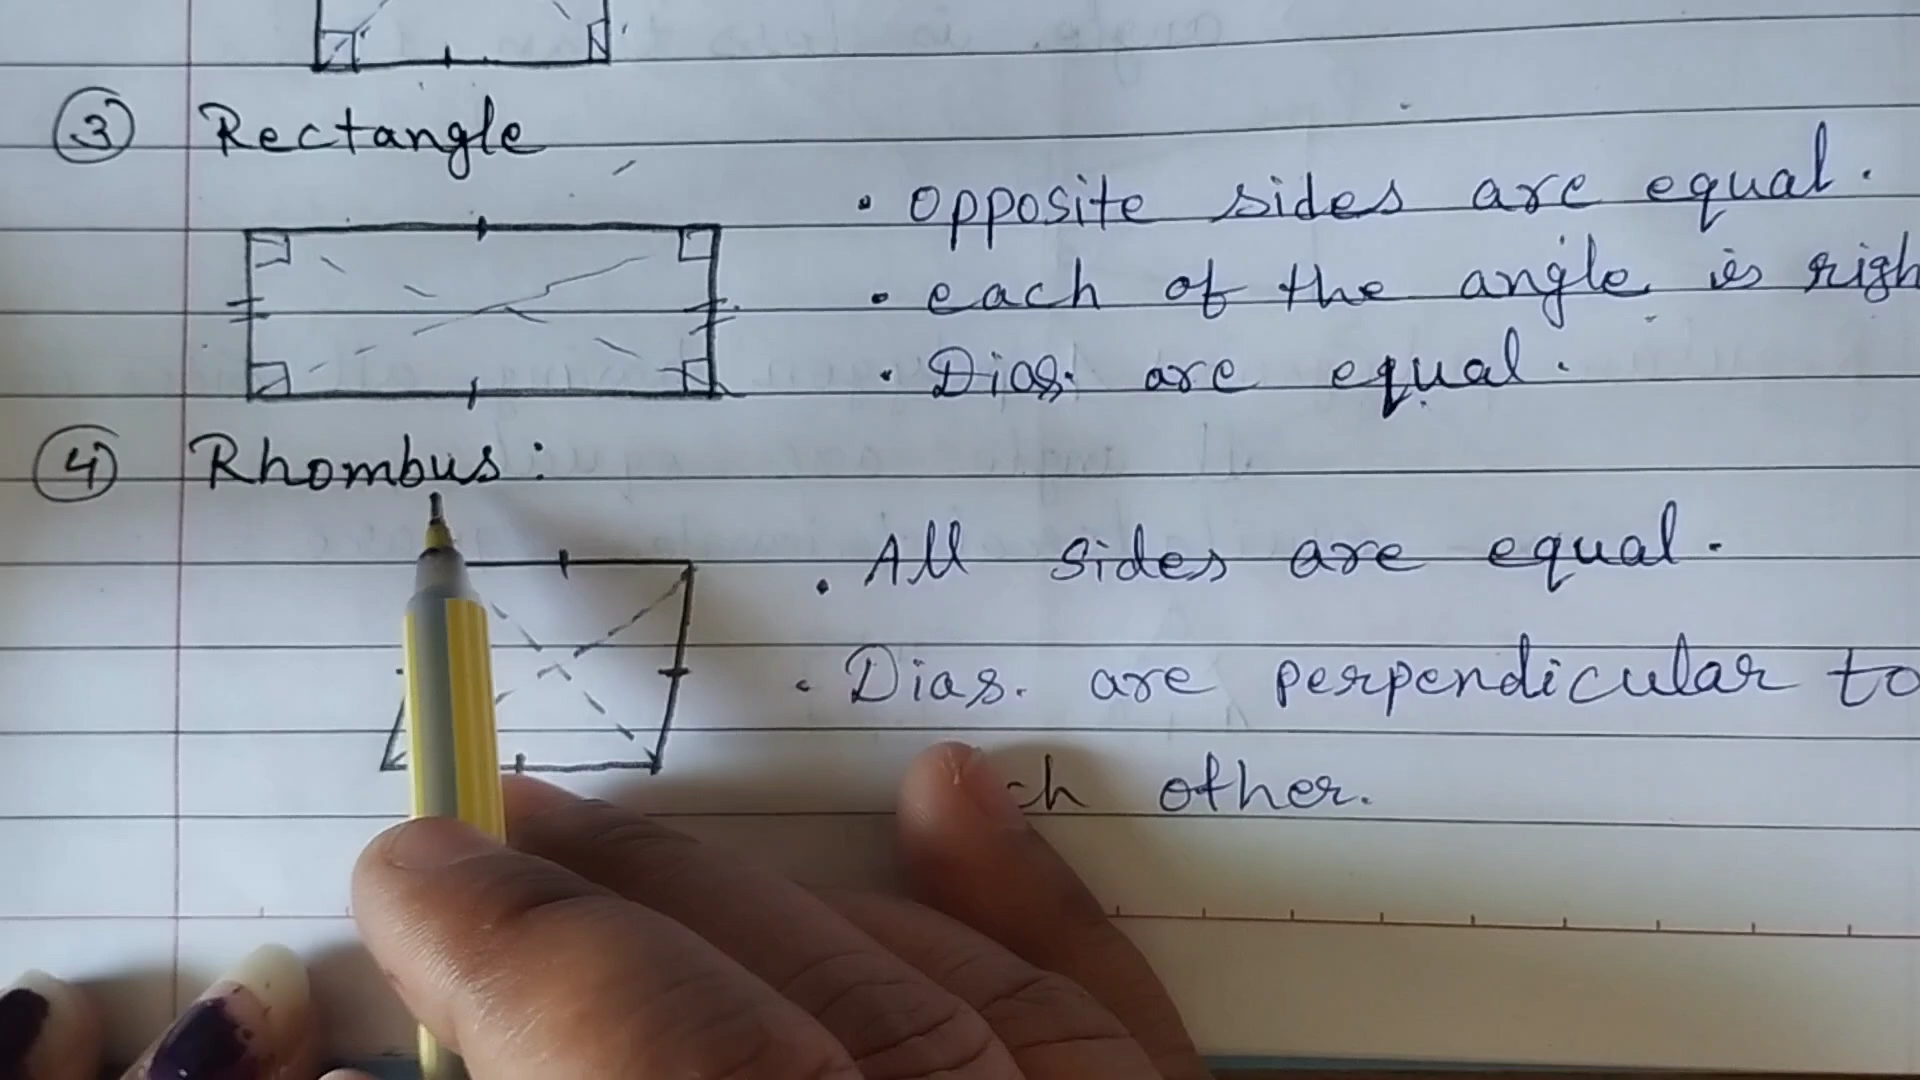 ③ Rectangle
• opposite sides are equal.
• each of the angle is righ
• Dias. are equal.
④ Rhombus:
• All sides are equal.
• Dias. are perpendicular to
ch other.